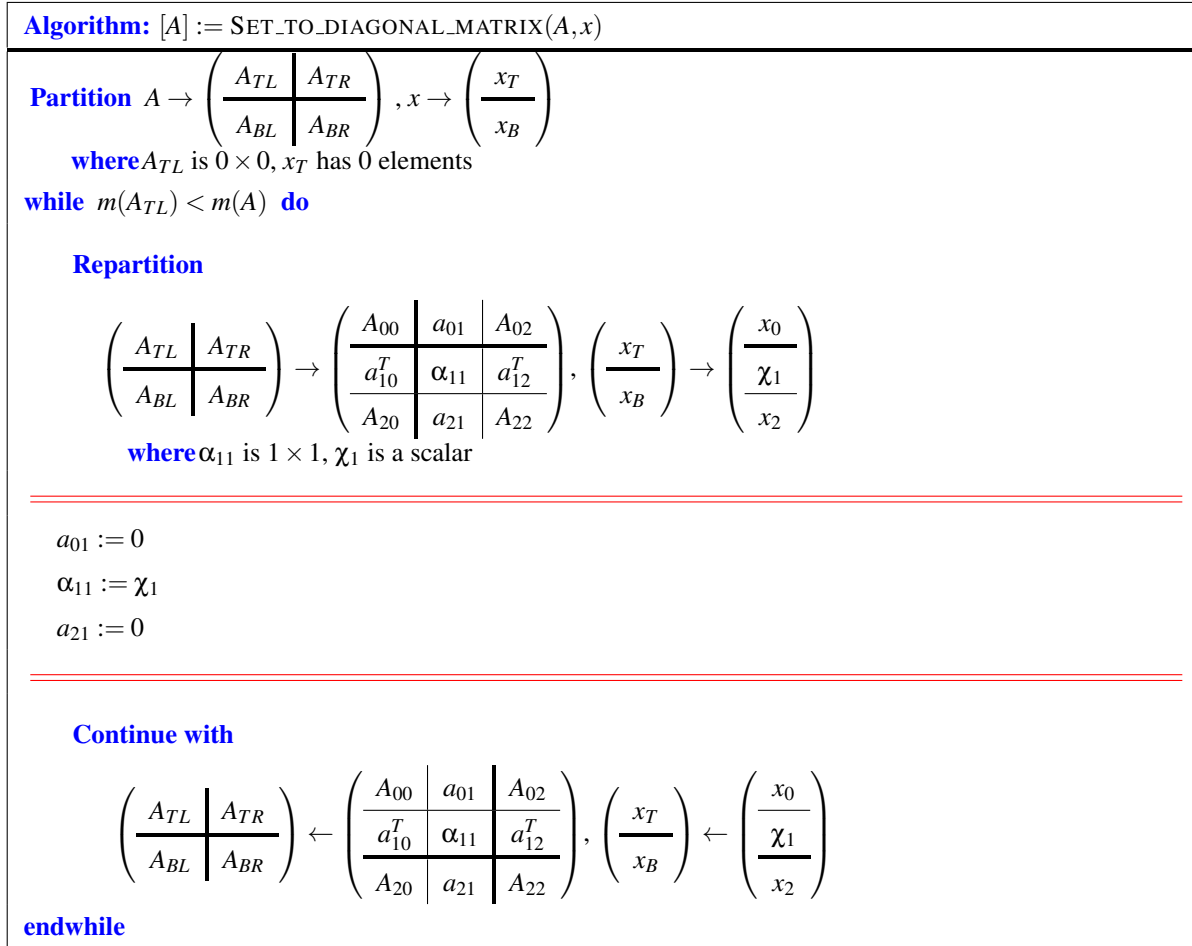 Algorithm: [A] := SET_TO_DIAGONAL_MATRIX(A,x)
Partition A → ( A_TL | A_TR / A_BL | A_BR ) , x → ( x_T / x_B )
where A_TL is 0 × 0, x_T has 0 elements
while m(A_TL) < m(A) do
Repartition
( A_TL | A_TR / A_BL | A_BR ) → ( A_00 | a_01 | A_02 / a_10^T | α_11 | a_12^T / A_20 | a_21 | A_22 ) , ( x_T / x_B ) → ( x_0 / χ_1 / x_2 )
where α_11 is 1 × 1, χ_1 is a scalar
a_01 := 0
α_11 := χ_1
a_21 := 0
Continue with
( A_TL | A_TR / A_BL | A_BR ) ← ( A_00 | a_01 | A_02 / a_10^T | α_11 | a_12^T / A_20 | a_21 | A_22 ) , ( x_T / x_B ) ← ( x_0 / χ_1 / x_2 )
endwhile